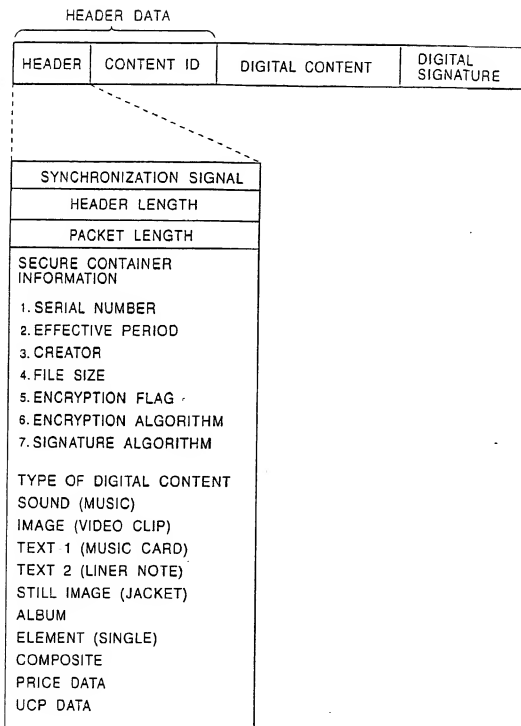 HEADER DATA
HEADER
CONTENT ID
DIGITAL CONTENT
DIGITAL
SIGNATURE
SYNCHRONIZATION SIGNAL
HEADER LENGTH
PACKET LENGTH
SECURE CONTAINER
INFORMATION
1. SERIAL NUMBER
2. EFFECTIVE PERIOD
3. CREATOR
4. FILE SIZE
5. ENCRYPTION FLAG
6. ENCRYPTION ALGORITHM
7. SIGNATURE ALGORITHM
TYPE OF DIGITAL CONTENT
SOUND (MUSIC)
IMAGE (VIDEO CLIP)
TEXT 1 (MUSIC CARD)
TEXT 2 (LINER NOTE)
STILL IMAGE (JACKET)
ALBUM
ELEMENT (SINGLE)
COMPOSITE
PRICE DATA
UCP DATA